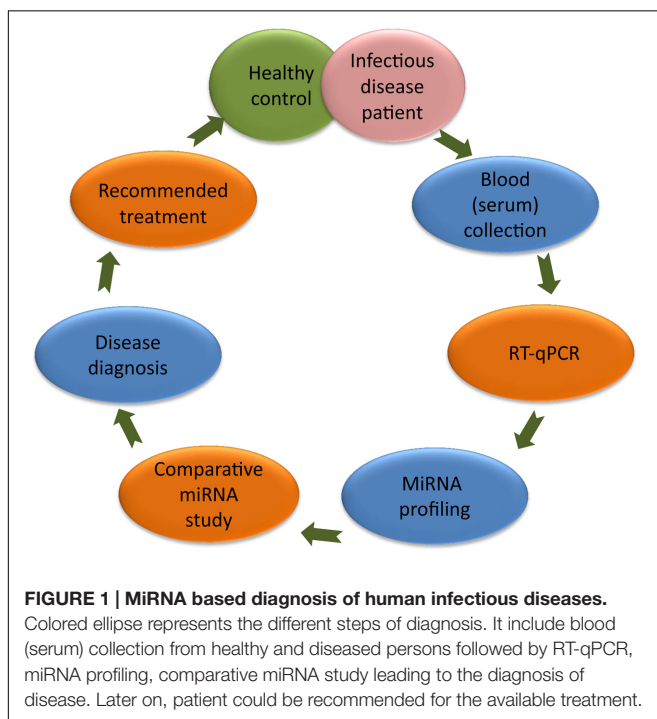 Healthy
control
Infectious
disease
patient
Blood
(serum)
collection
RT-qPCR
MiRNA
profiling
Comparative
miRNA
study
Disease
diagnosis
Recommended
treatment
FIGURE 1 | MiRNA based diagnosis of human infectious diseases.
Colored ellipse represents the different steps of diagnosis. It include blood
(serum) collection from healthy and diseased persons followed by RT-qPCR,
miRNA profiling, comparative miRNA study leading to the diagnosis of
disease. Later on, patient could be recommended for the available treatment.